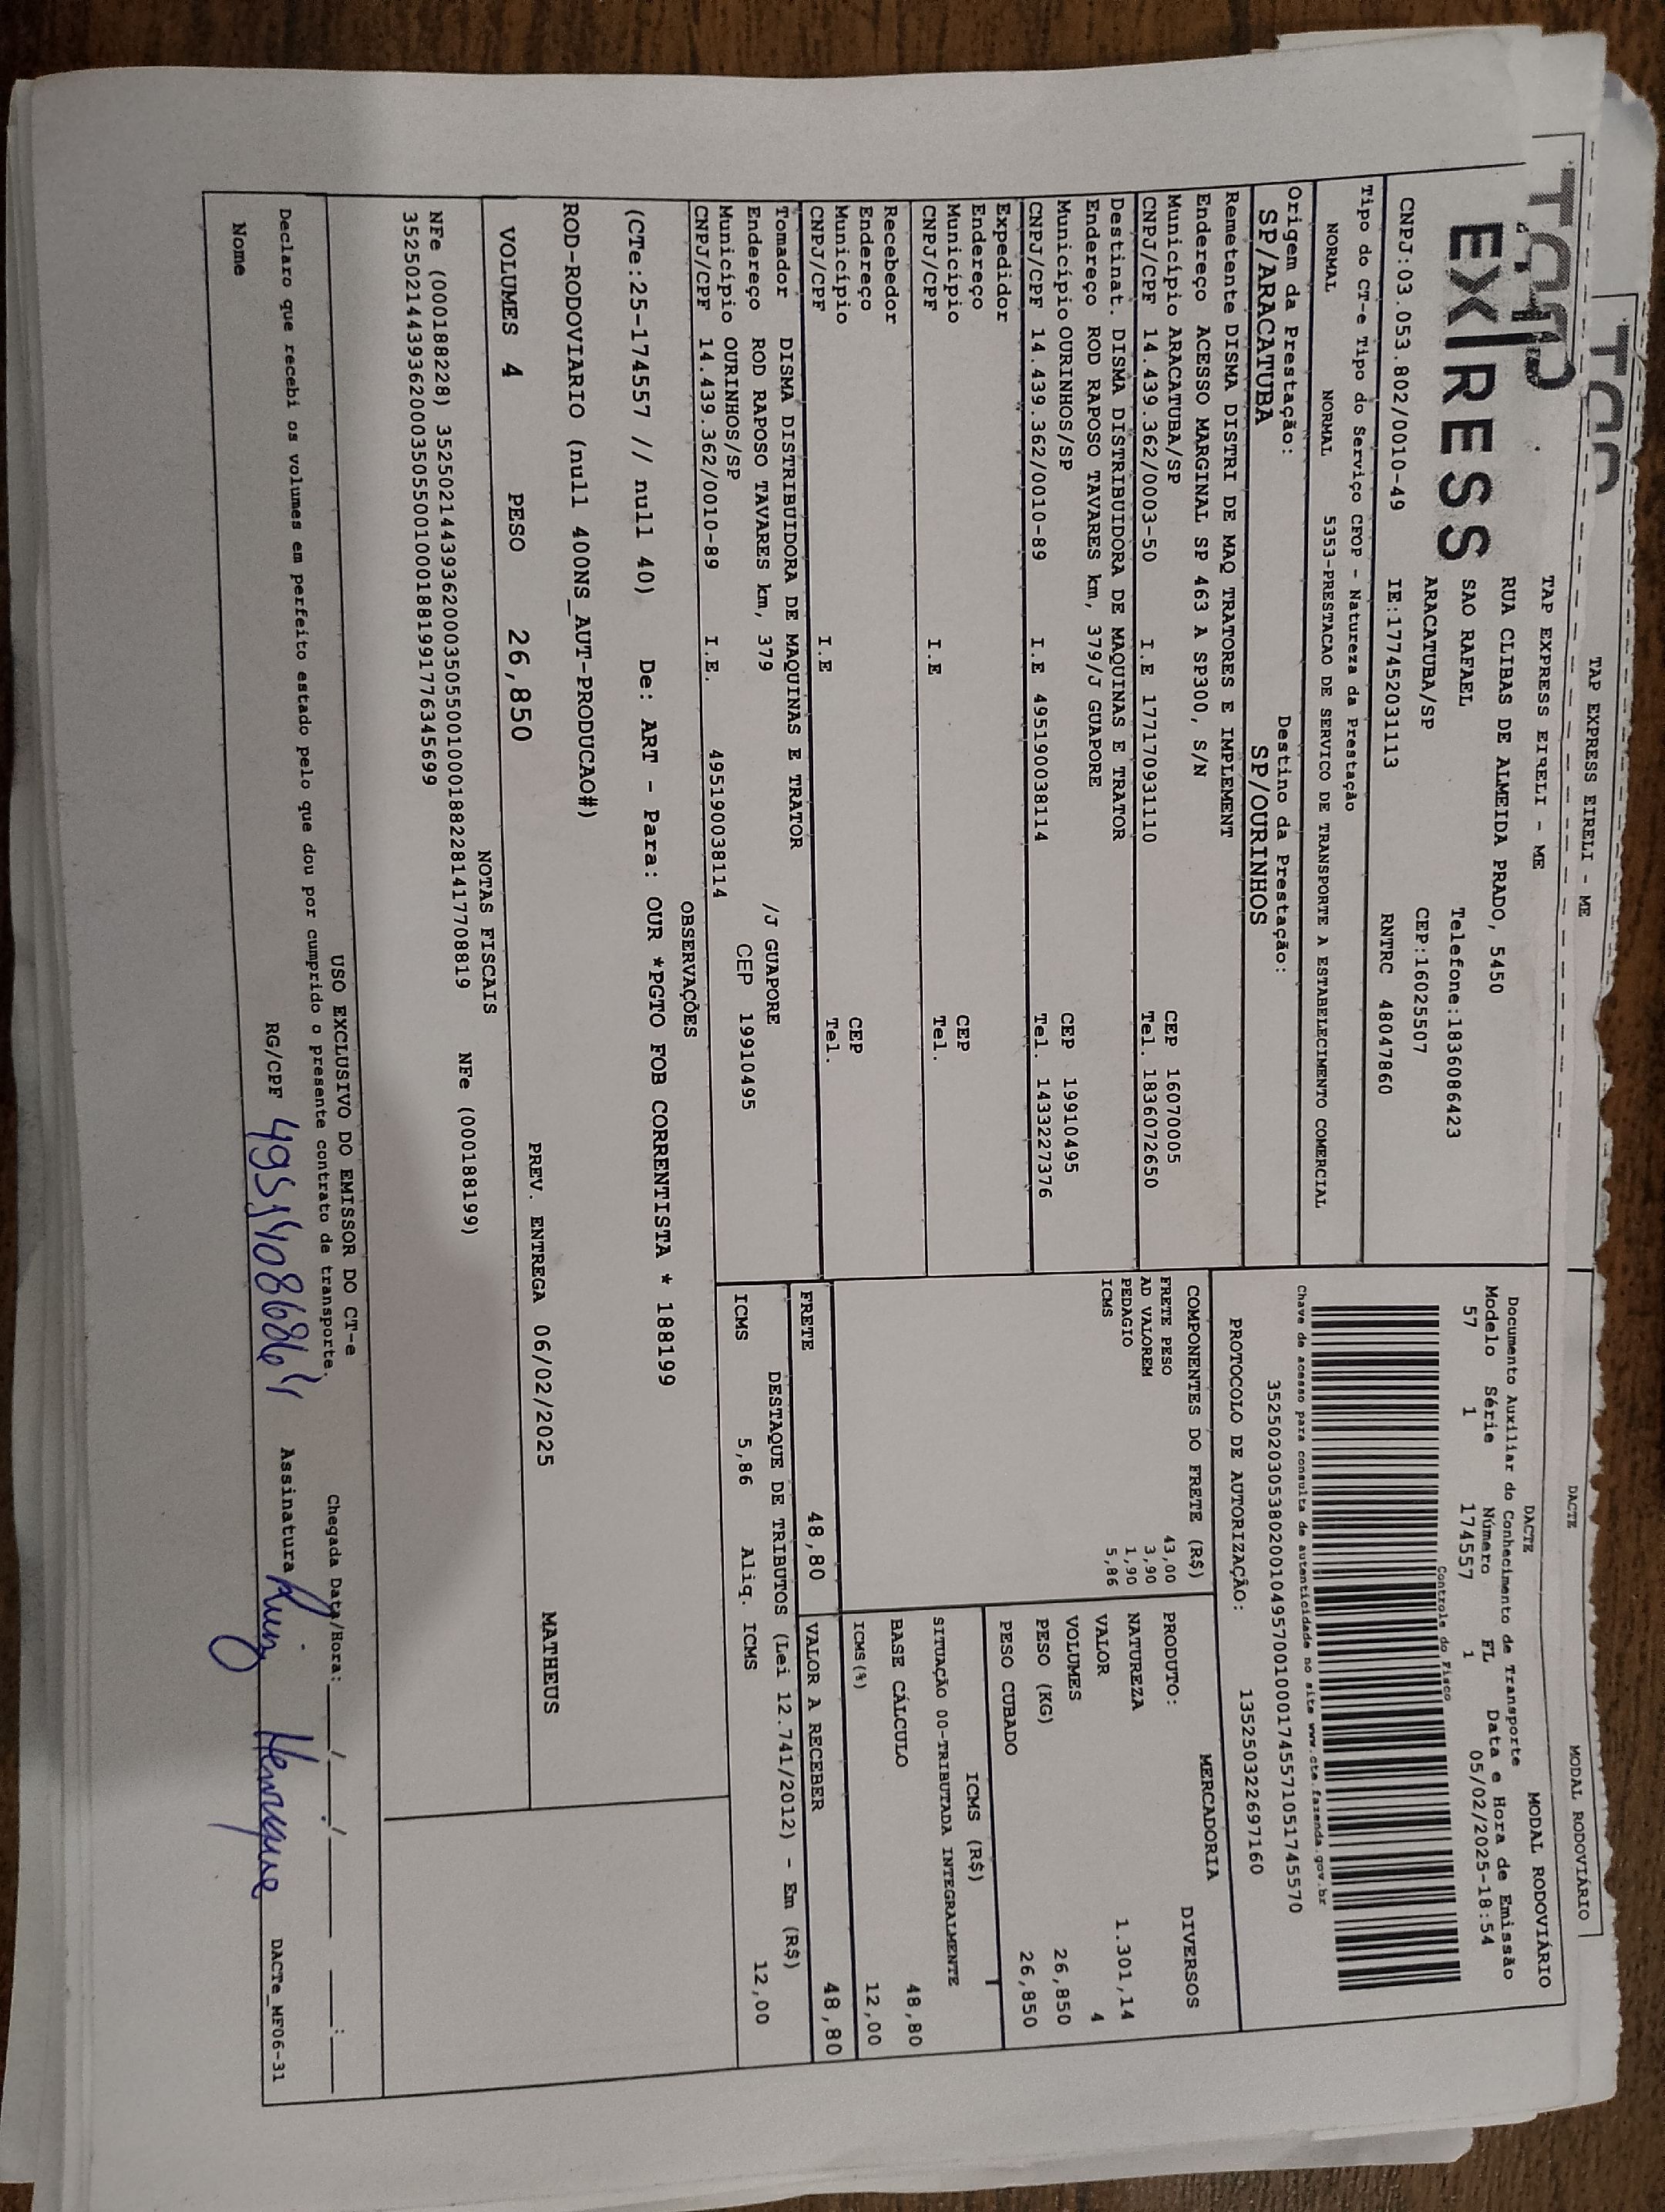 TAP EXPRESS EIRELI - ME
DACTE
MODAL RODOVIÁRIO
TAP
EXPRESS
TAP EXPRESS EIRELI - ME
RUA CLIBAS DE ALMEIDA PRADO, 5450
SAO RAFAEL
Telefone:1836086423
ARACATUBA/SP
CEP:16025507
CNPJ:03.053.802/0010-49
IE:177452031113
RNTRC 48047860
DACTE
MODAL RODOVIÁRIO
Documento Auxiliar do Conhecimento de Transporte
Modelo Série Número FL Data e Hora de Emissão
57 1 174557 1 05/02/2025-18:54
Controle do Fisco
Tipo do CT-e Tipo do Serviço CFOP - Natureza da Prestação
NORMAL NORMAL 5353-PRESTACAO DE SERVICO DE TRANSPORTE A ESTABELECIMENTO COMERCIAL
Chave de acesso para consulta de autenticidade no site www.cte.fazenda.gov.br
35250203053802001049570010001745571051745570
Origem da Prestação:
SP/ARACATUBA
Destino da Prestação:
SP/OURINHOS
PROTOCOLO DE AUTORIZAÇÃO:
135250322697160
Remetente DISMA DISTRI DE MAQ TRATORES E IMPLEMENT
Endereço ACESSO MARGINAL SP 463 A SP300, S/N
Município ARACATUBA/SP CEP 16070005
CNPJ/CPF 14.439.362/0003-50 I.E 177170931110 Tel. 1836072650
Destinat. DISMA DISTRIBUIDORA DE MAQUINAS E TRATOR
Endereço ROD RAPOSO TAVARES km, 379/J GUAPORE
Município OURINHOS/SP CEP 19910495
CNPJ/CPF 14.439.362/0010-89 I.E 495190038114 Tel. 1433227376
Expedidor
Endereço
Município CEP
CNPJ/CPF I.E Tel.
Recebedor
Endereço
Município CEP
CNPJ/CPF I.E Tel.
Tomador DISMA DISTRIBUIDORA DE MAQUINAS E TRATOR
Endereço ROD RAPOSO TAVARES km, 379 /J GUAPORE
Município OURINHOS/SP CEP 19910495
CNPJ/CPF 14.439.362/0010-89 I.E. 495190038114
COMPONENTES DO FRETE (R$)
FRETE PESO 43,00
AD VALOREM 3,90
PEDAGIO 1,90
ICMS 5,86
MERCADORIA
PRODUTO: DIVERSOS
NATUREZA
VALOR 1.301,14
VOLUMES 4
PESO (KG) 26,850
PESO CUBADO 26,850
ICMS (R$)
SITUAÇÃO 00-TRIBUTADA INTEGRALMENTE
BASE CÁLCULO 48,80
ICMS(%) 12,00
FRETE 48,80
VALOR A RECEBER 48,80
DESTAQUE DE TRIBUTOS (Lei 12.741/2012) - Em (R$)
ICMS 5,86 Aliq. ICMS 12,00
OBSERVAÇÕES
(CTe:25-174557 // null 40) De: ART - Para: OUR *PGTO FOB CORRENTISTA * 188199
ROD-RODOVIARIO (null 400NS_AUT-PRODUCAO#)
VOLUMES 4 PESO 26,850 PREV. ENTREGA 06/02/2025 MATHEUS
NOTAS FISCAIS
NFe (000188228) 35250214439362000350550010001882281417708819 NFe (000188199)
35250214439362000350550010001881991776345699
USO EXCLUSIVO DO EMISSOR DO CT-e
Declaro que recebi os volumes em perfeito estado pelo que dou por cumprido o presente contrato de transporte.
Chegada Data/Hora: ___/___/___ ___:___
Nome RG/CPF Assinatura Henrique DACTe_MF06-31